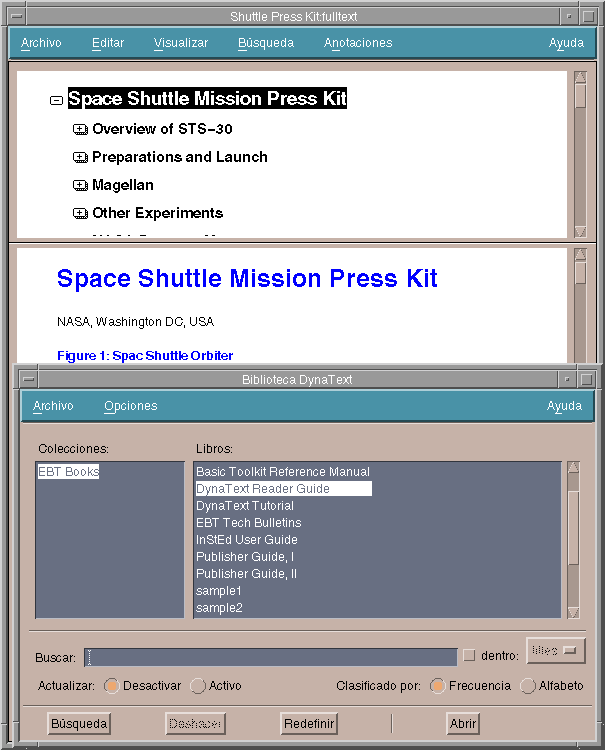 Shuttle Press Kit:fulltext
Archivo Editar Visualizar Búsqueda Anotaciones Ayuda
Space Shuttle Mission Press Kit
Overview of STS-30
Preparations and Launch
Magellan
Other Experiments
Space Shuttle Mission Press Kit
NASA, Washington DC, USA
Figure 1: Spac Shuttle Orbiter
Biblioteca DynaText
Archivo Opciones Ayuda
Colecciones: Libros:
EBT Books
Basic Toolkit Reference Manual
DynaText Reader Guide
DynaText Tutorial
EBT Tech Bulletins
InStEd User Guide
Publisher Guide, I
Publisher Guide, II
sample1
sample2
Buscar: dentro:
Actualizar: Desactivar Activo Clasificado por: Frecuencia Alfabeto
Búsqueda Deshacer Redefinir Abrir